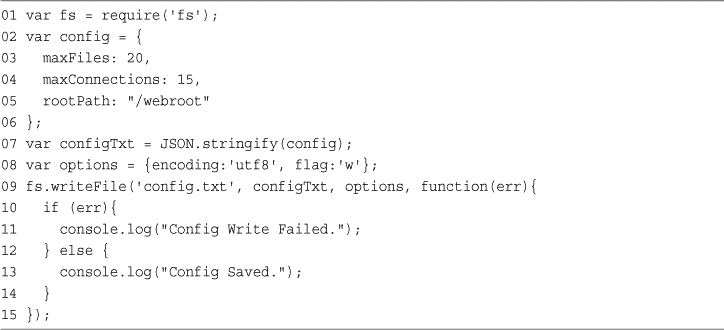 01 var fs = require('fs');
02 var config = {
03   maxFiles: 20,
04   maxConnections: 15,
05   rootPath: "/webroot"
06 };
07 var configTxt = JSON.stringify(config);
08 var options = {encoding:'utf8', flag:'w'};
09 fs.writeFile('config.txt', configTxt, options, function(err){
10   if (err){
11     console.log("Config Write Failed.");
12   } else {
13     console.log("Config Saved.");
14   }
15 });